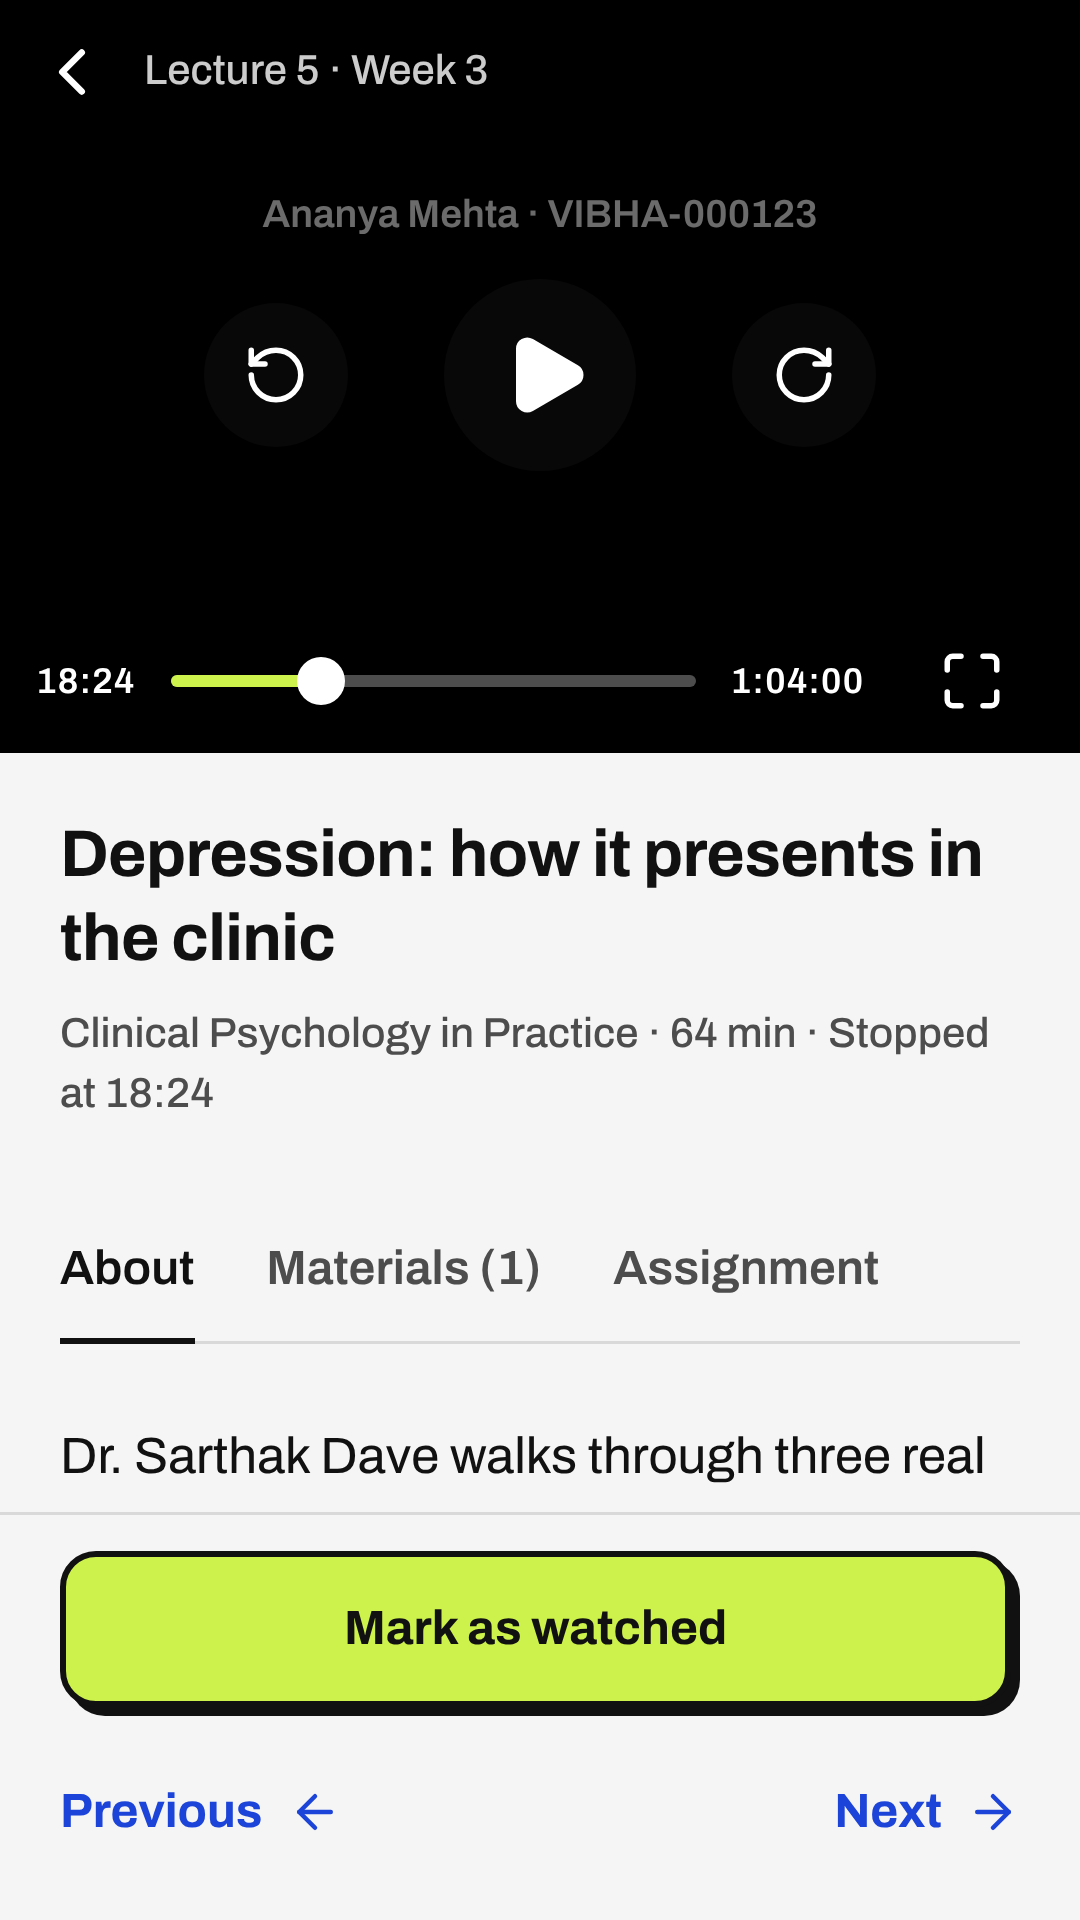 Lecture 5 · Week 3
Ananya Mehta · VIBHA-000123
18:24
1:04:00
Depression: how it presents in
the clinic
Clinical Psychology in Practice · 64 min · Stopped
at 18:24
About
Materials (1)
Assignment
Dr. Sarthak Dave walks through three real
Mark as watched
Previous
Next